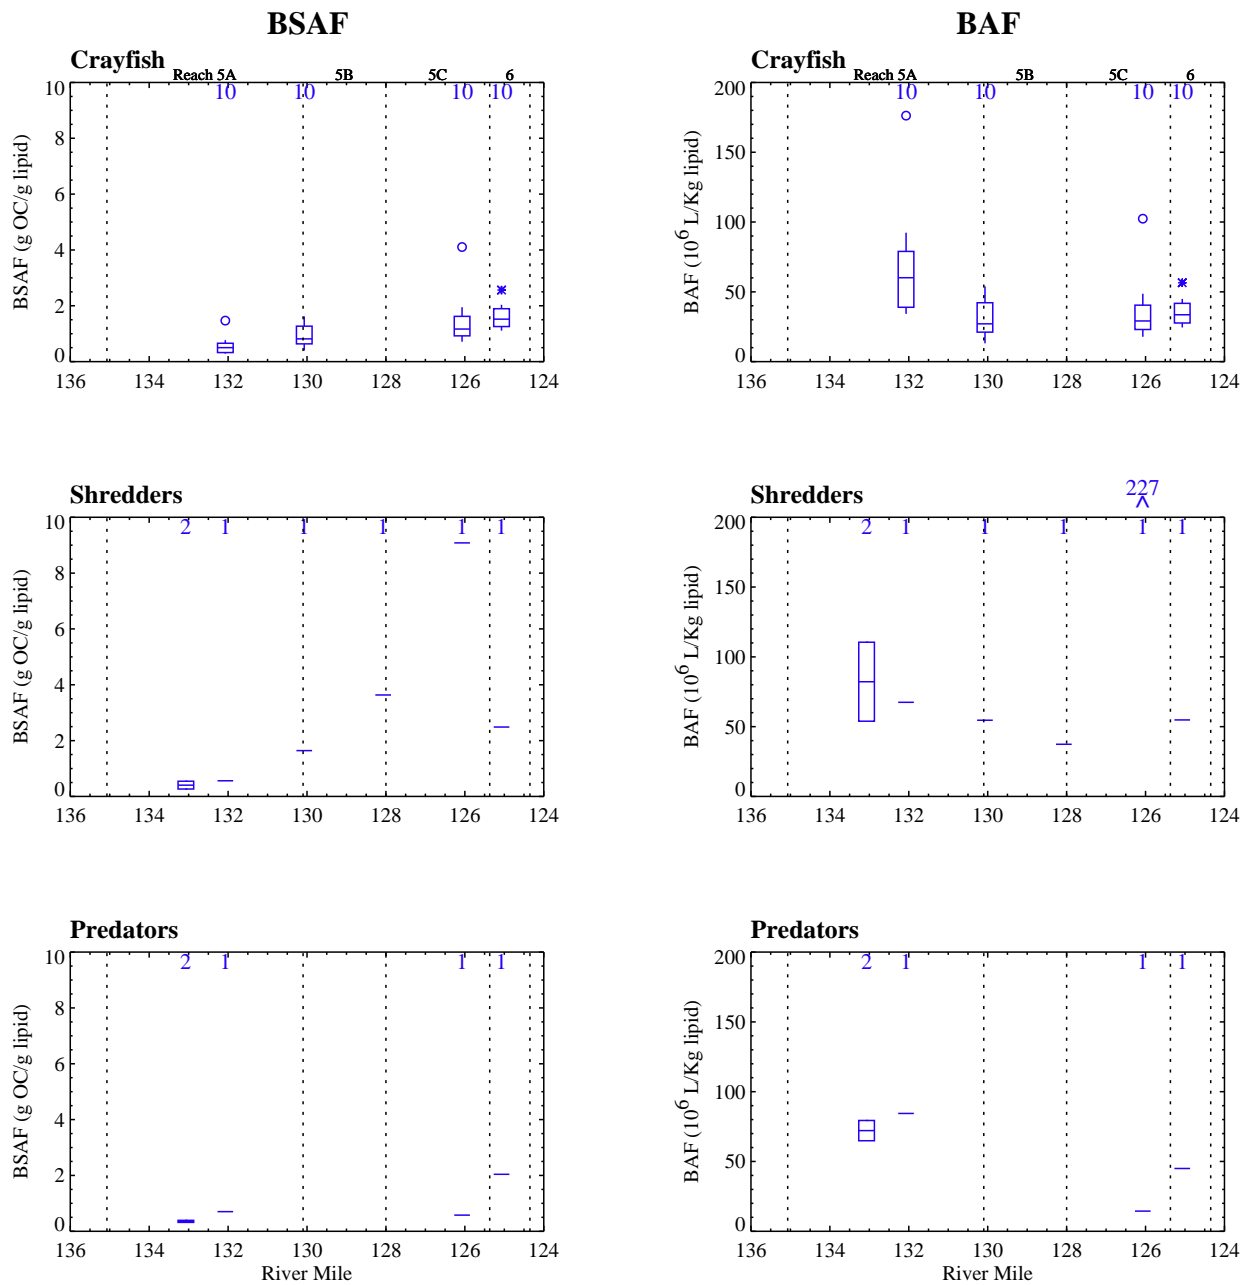 BSAF BAF
Crayfish Crayfish
Reach 5A 5B 5C 6 Reach 5A 5B 5C 6
10 10 10 10 10 10 10 10
BSAF (g OC/g lipid) BAF (10^6 L/Kg lipid)
10 200
8 150
6 100
4 50
2 0
0
136 134 132 130 128 126 124 136 134 132 130 128 126 124
227
^
Shredders Shredders
2 1 1 1 1 1 2 1 1 1 1 1
BSAF (g OC/g lipid) BAF (10^6 L/Kg lipid)
10 200
8 150
6 100
4 50
2 0
0
136 134 132 130 128 126 124 136 134 132 130 128 126 124
Predators Predators
2 1 1 1 2 1 1 1
BSAF (g OC/g lipid) BAF (10^6 L/Kg lipid)
10 200
8 150
6 100
4 50
2 0
0
136 134 132 130 128 126 124 136 134 132 130 128 126 124
River Mile River Mile